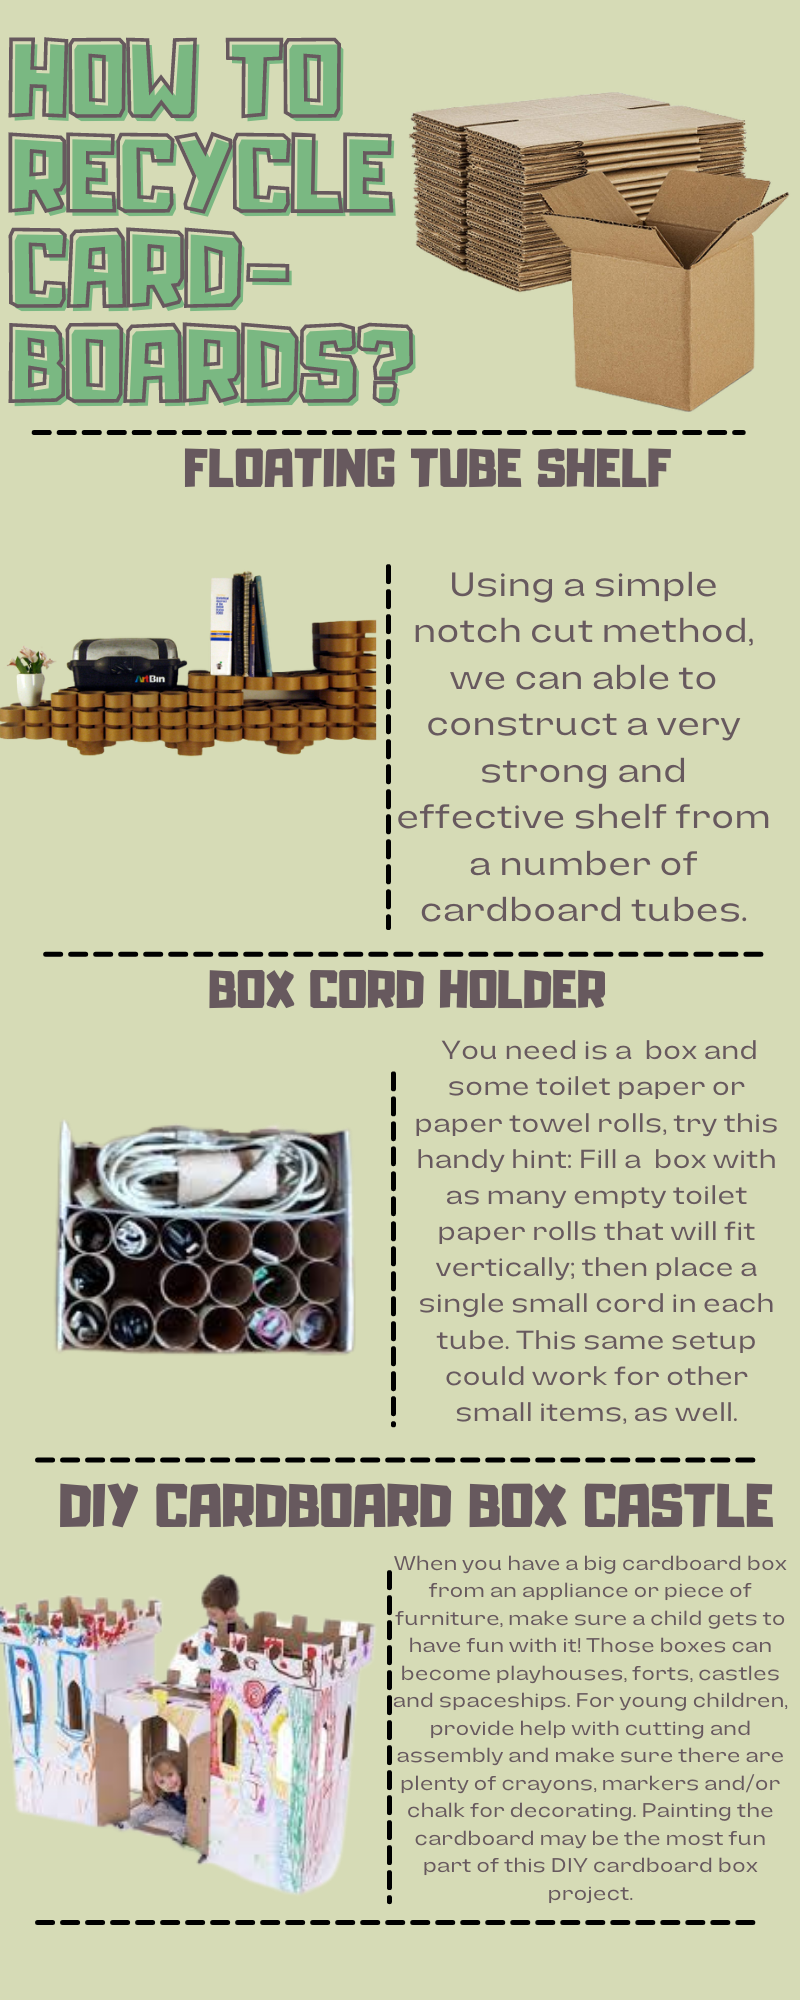 HOW TO
RECYCLE
CARD-
BOARDS?
FLOATING TUBE SHELF
ArtBin
Using a simple
notch cut method,
we can able to
construct a very
strong and
effective shelf from
a number of
cardboard tubes.
BOX CORD HOLDER
You need is a  box and
some toilet paper or
paper towel rolls, try this
handy hint: Fill a  box with
as many empty toilet
paper rolls that will fit
vertically; then place a
single small cord in each
tube. This same setup
could work for other
small items, as well.
DIY CARDBOARD BOX CASTLE
When you have a big cardboard box
from an appliance or piece of
furniture, make sure a child gets to
have fun with it! Those boxes can
become playhouses, forts, castles
and spaceships. For young children,
provide help with cutting and
assembly and make sure there are
plenty of crayons, markers and/or
chalk for decorating. Painting the
cardboard may be the most fun
part of this DIY cardboard box
project.